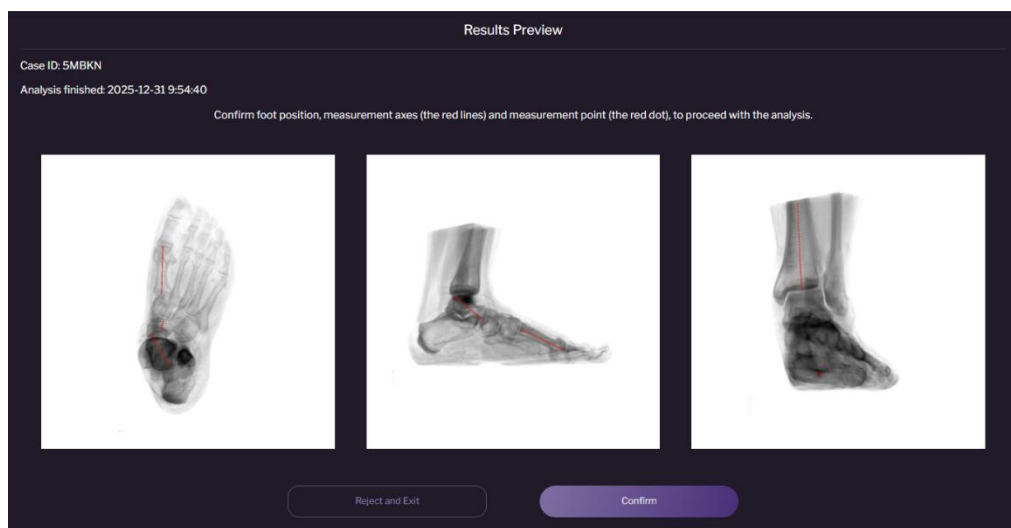 Results Preview
Case ID: 5MBKN
Analysis finished: 2025-12-31 9:54:40
Confirm foot position, measurement axes (the red lines) and measurement point (the red dot), to proceed with the analysis.
Reject and Exit
Confirm